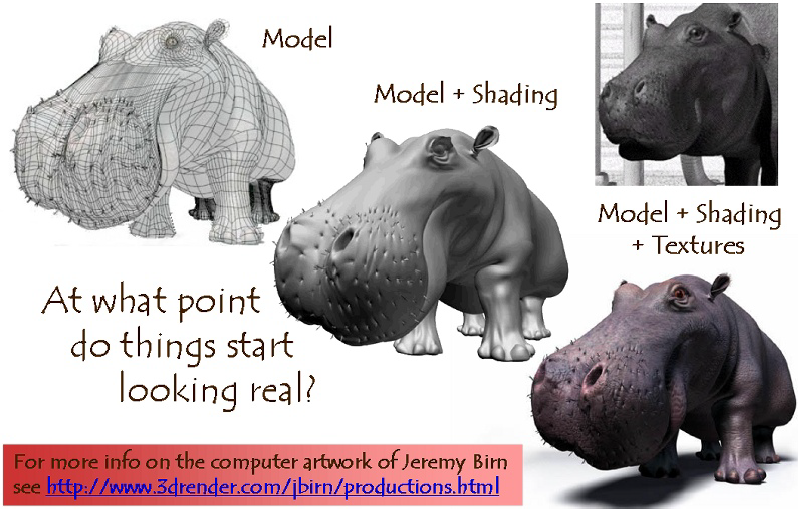 Model
Model + Shading
Model + Shading
+ Textures
At what point
do things start
looking real?
For more info on the computer artwork of Jeremy Birn
see http://www.3drender.com/jbirn/productions.html